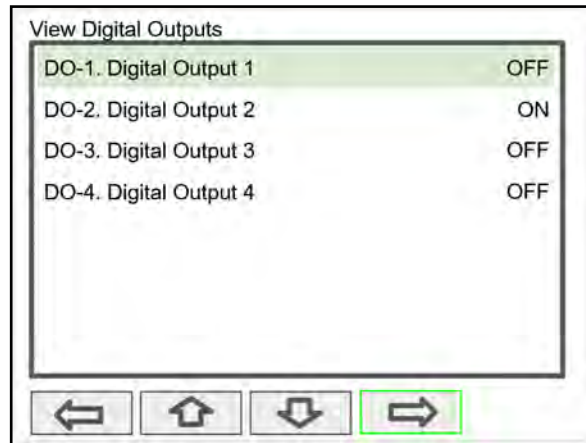 View Digital Outputs
DO-1. Digital Output 1 OFF
DO-2. Digital Output 2 ON
DO-3. Digital Output 3 OFF
DO-4. Digital Output 4 OFF